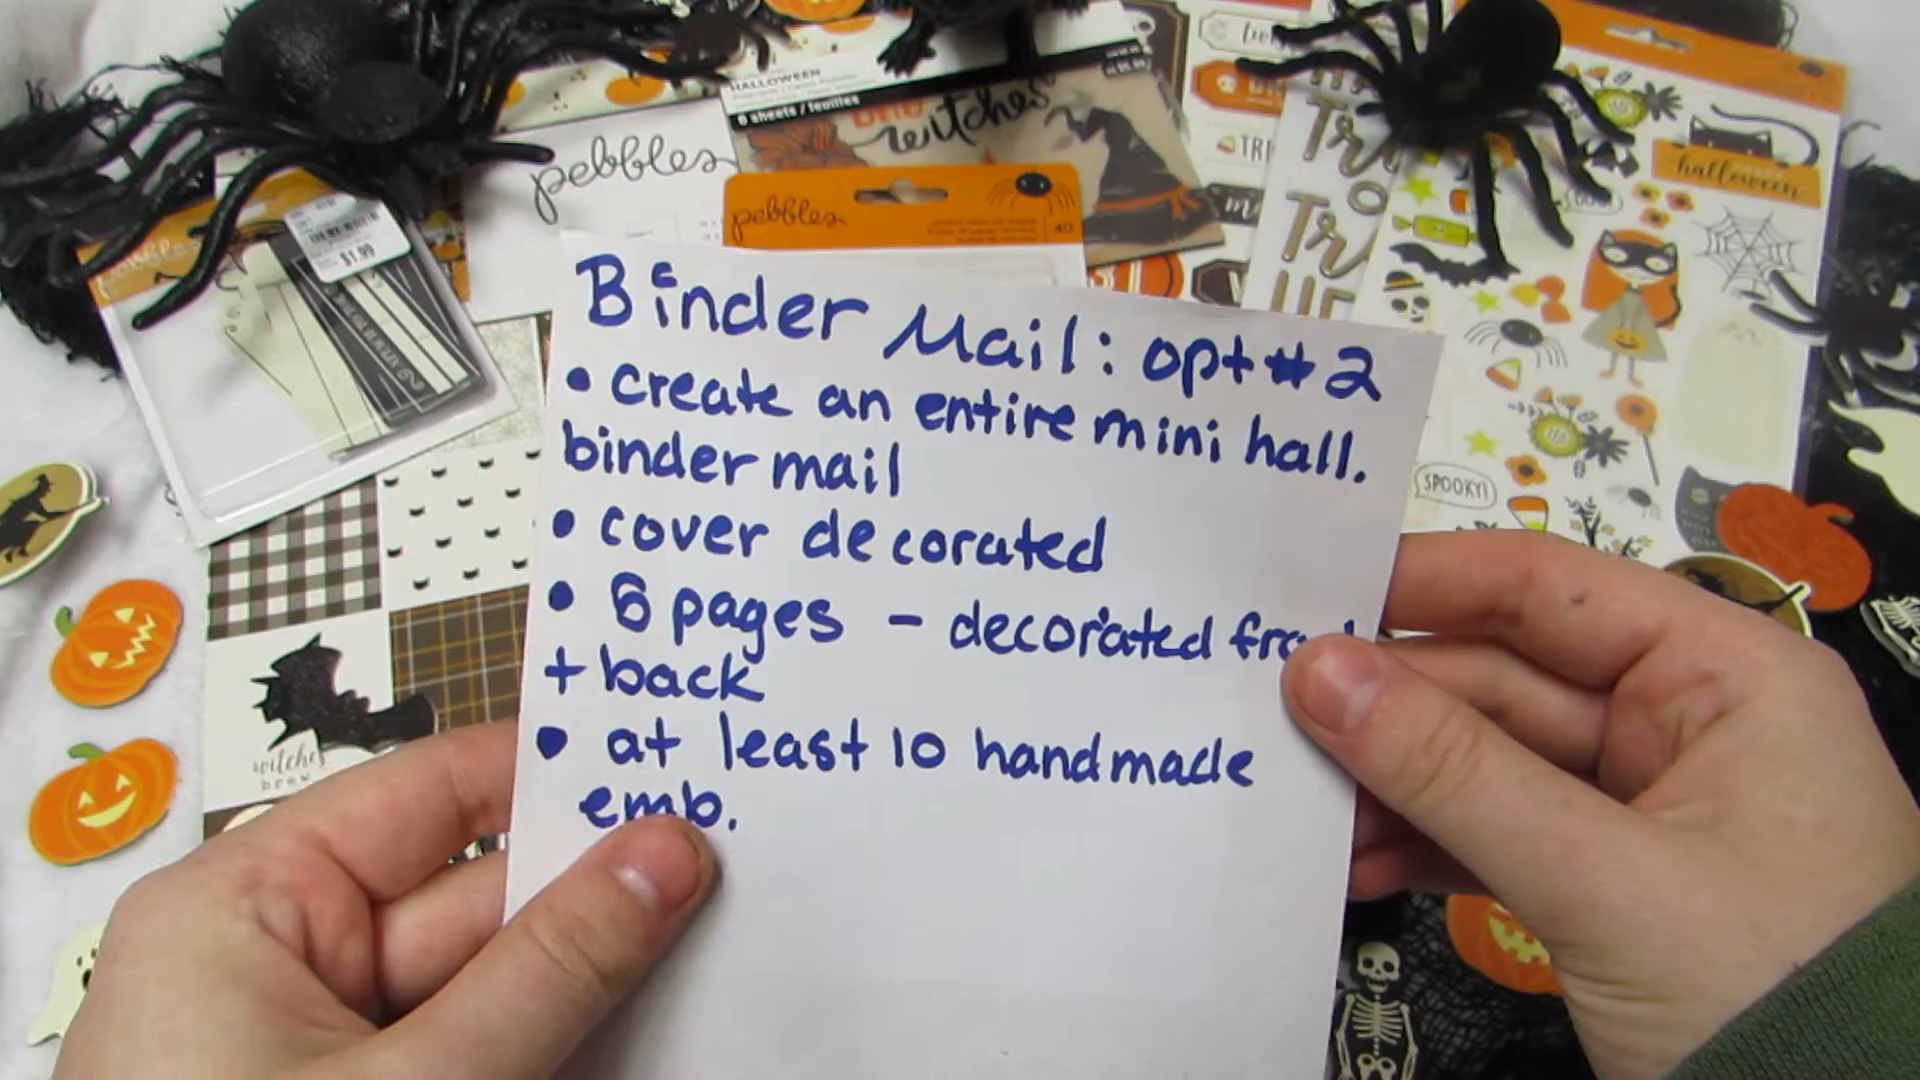 HALLOWEEN
6 sheets / feuilles
witches
pebbles
pebbles
40
halloween
$1.99
SPOOKY!
witches
brew
Binder Mail: opt #2
• create an entire mini hall.
binder mail
• cover decorated
• 6 pages - decorated
+ back
• at least 10 handmade
emb.